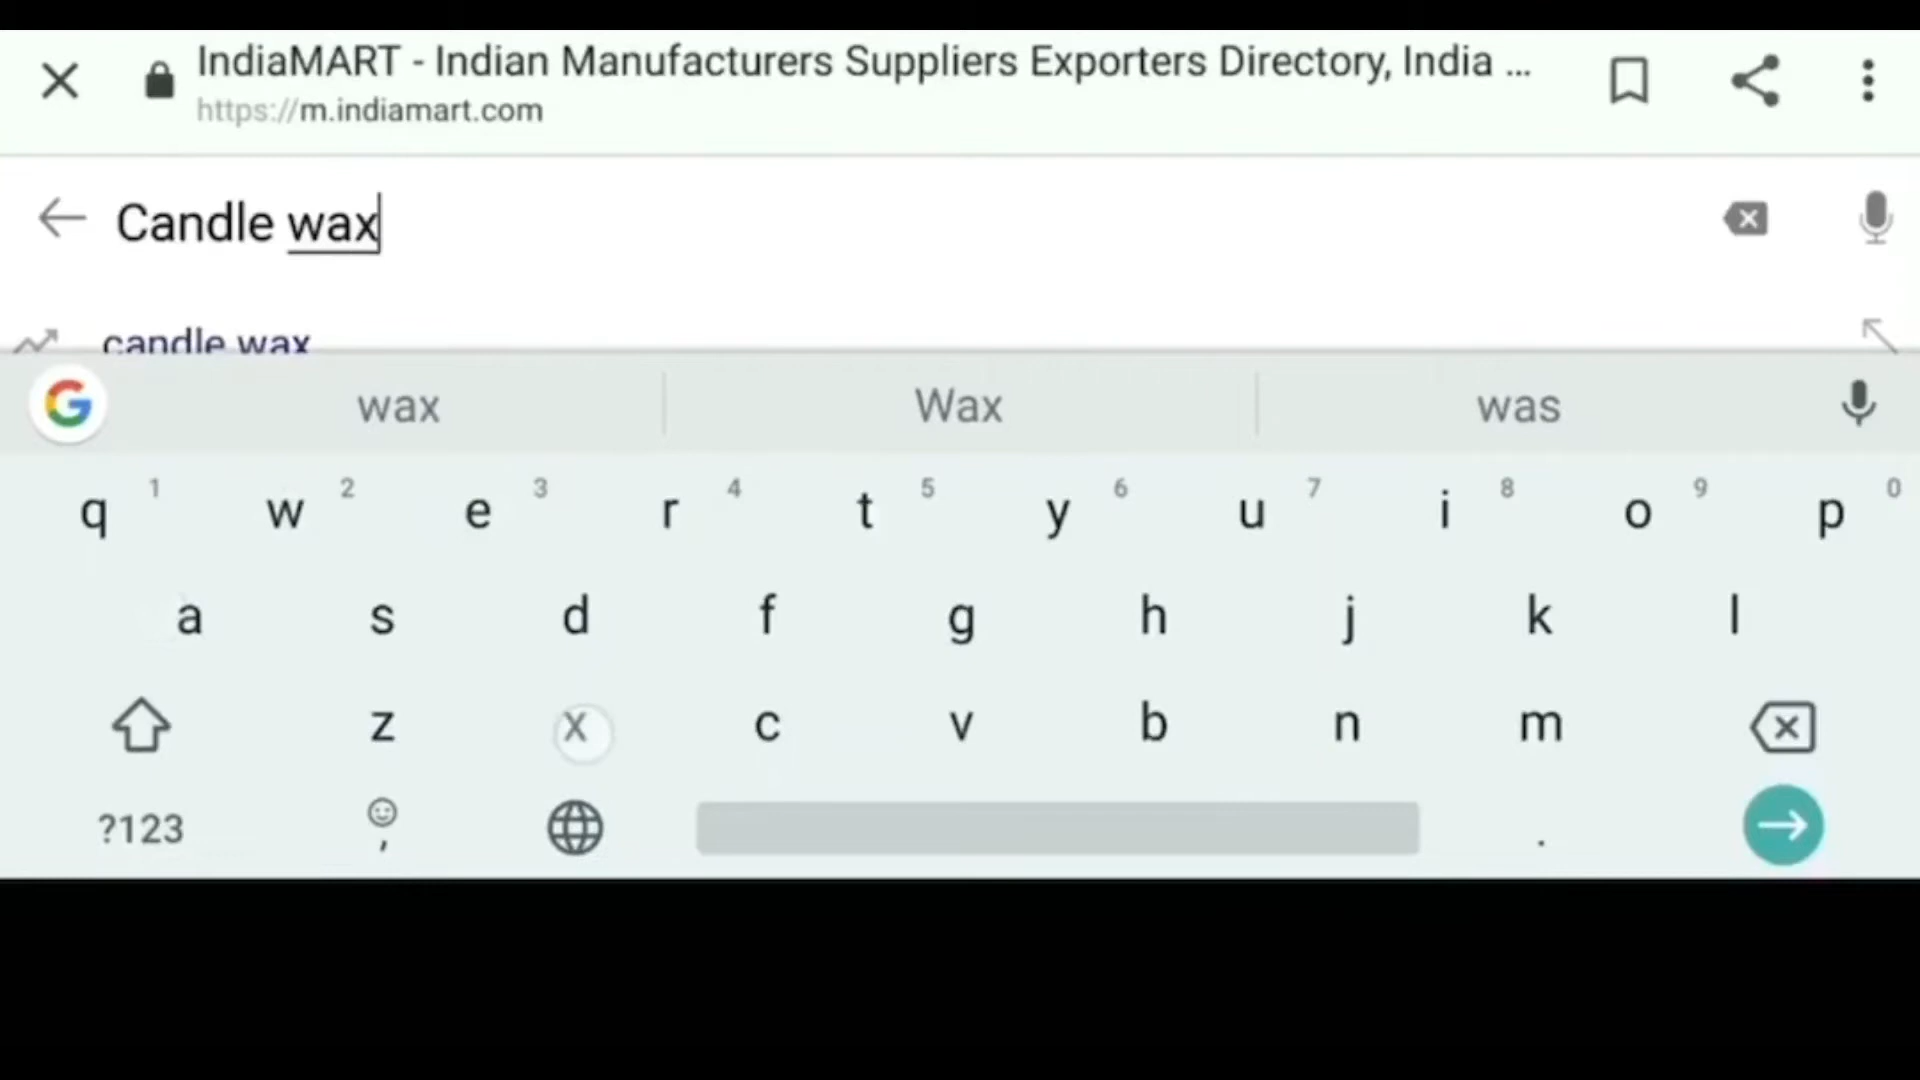 IndiaMART - Indian Manufacturers Suppliers Exporters Directory, India ...
https://m.indiamart.com
Candle wax
candle wax
wax Wax was
q 1 w 2 e 3 r 4 t 5 y 6 u 7 i 8 o 9 p 0
a s d f g h j k l
z x c v b n m
?123 , .